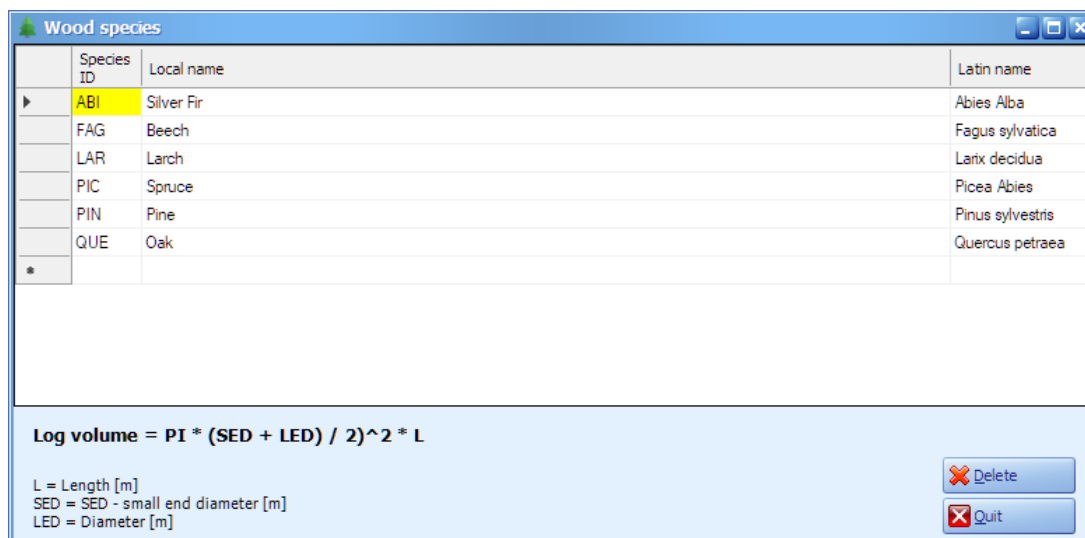 Wood species
Species ID Local name Latin name
ABI Silver Fir Abies Alba
FAG Beech Fagus sylvatica
LAR Larch Larix decidua
PIC Spruce Picea Abies
PIN Pine Pinus sylvestris
QUE Oak Quercus petraea
*
Log volume = PI * (SED + LED) / 2)^2 * L
L = Length [m]
SED = SED - small end diameter [m]
LED = Diameter [m]
Delete
Quit